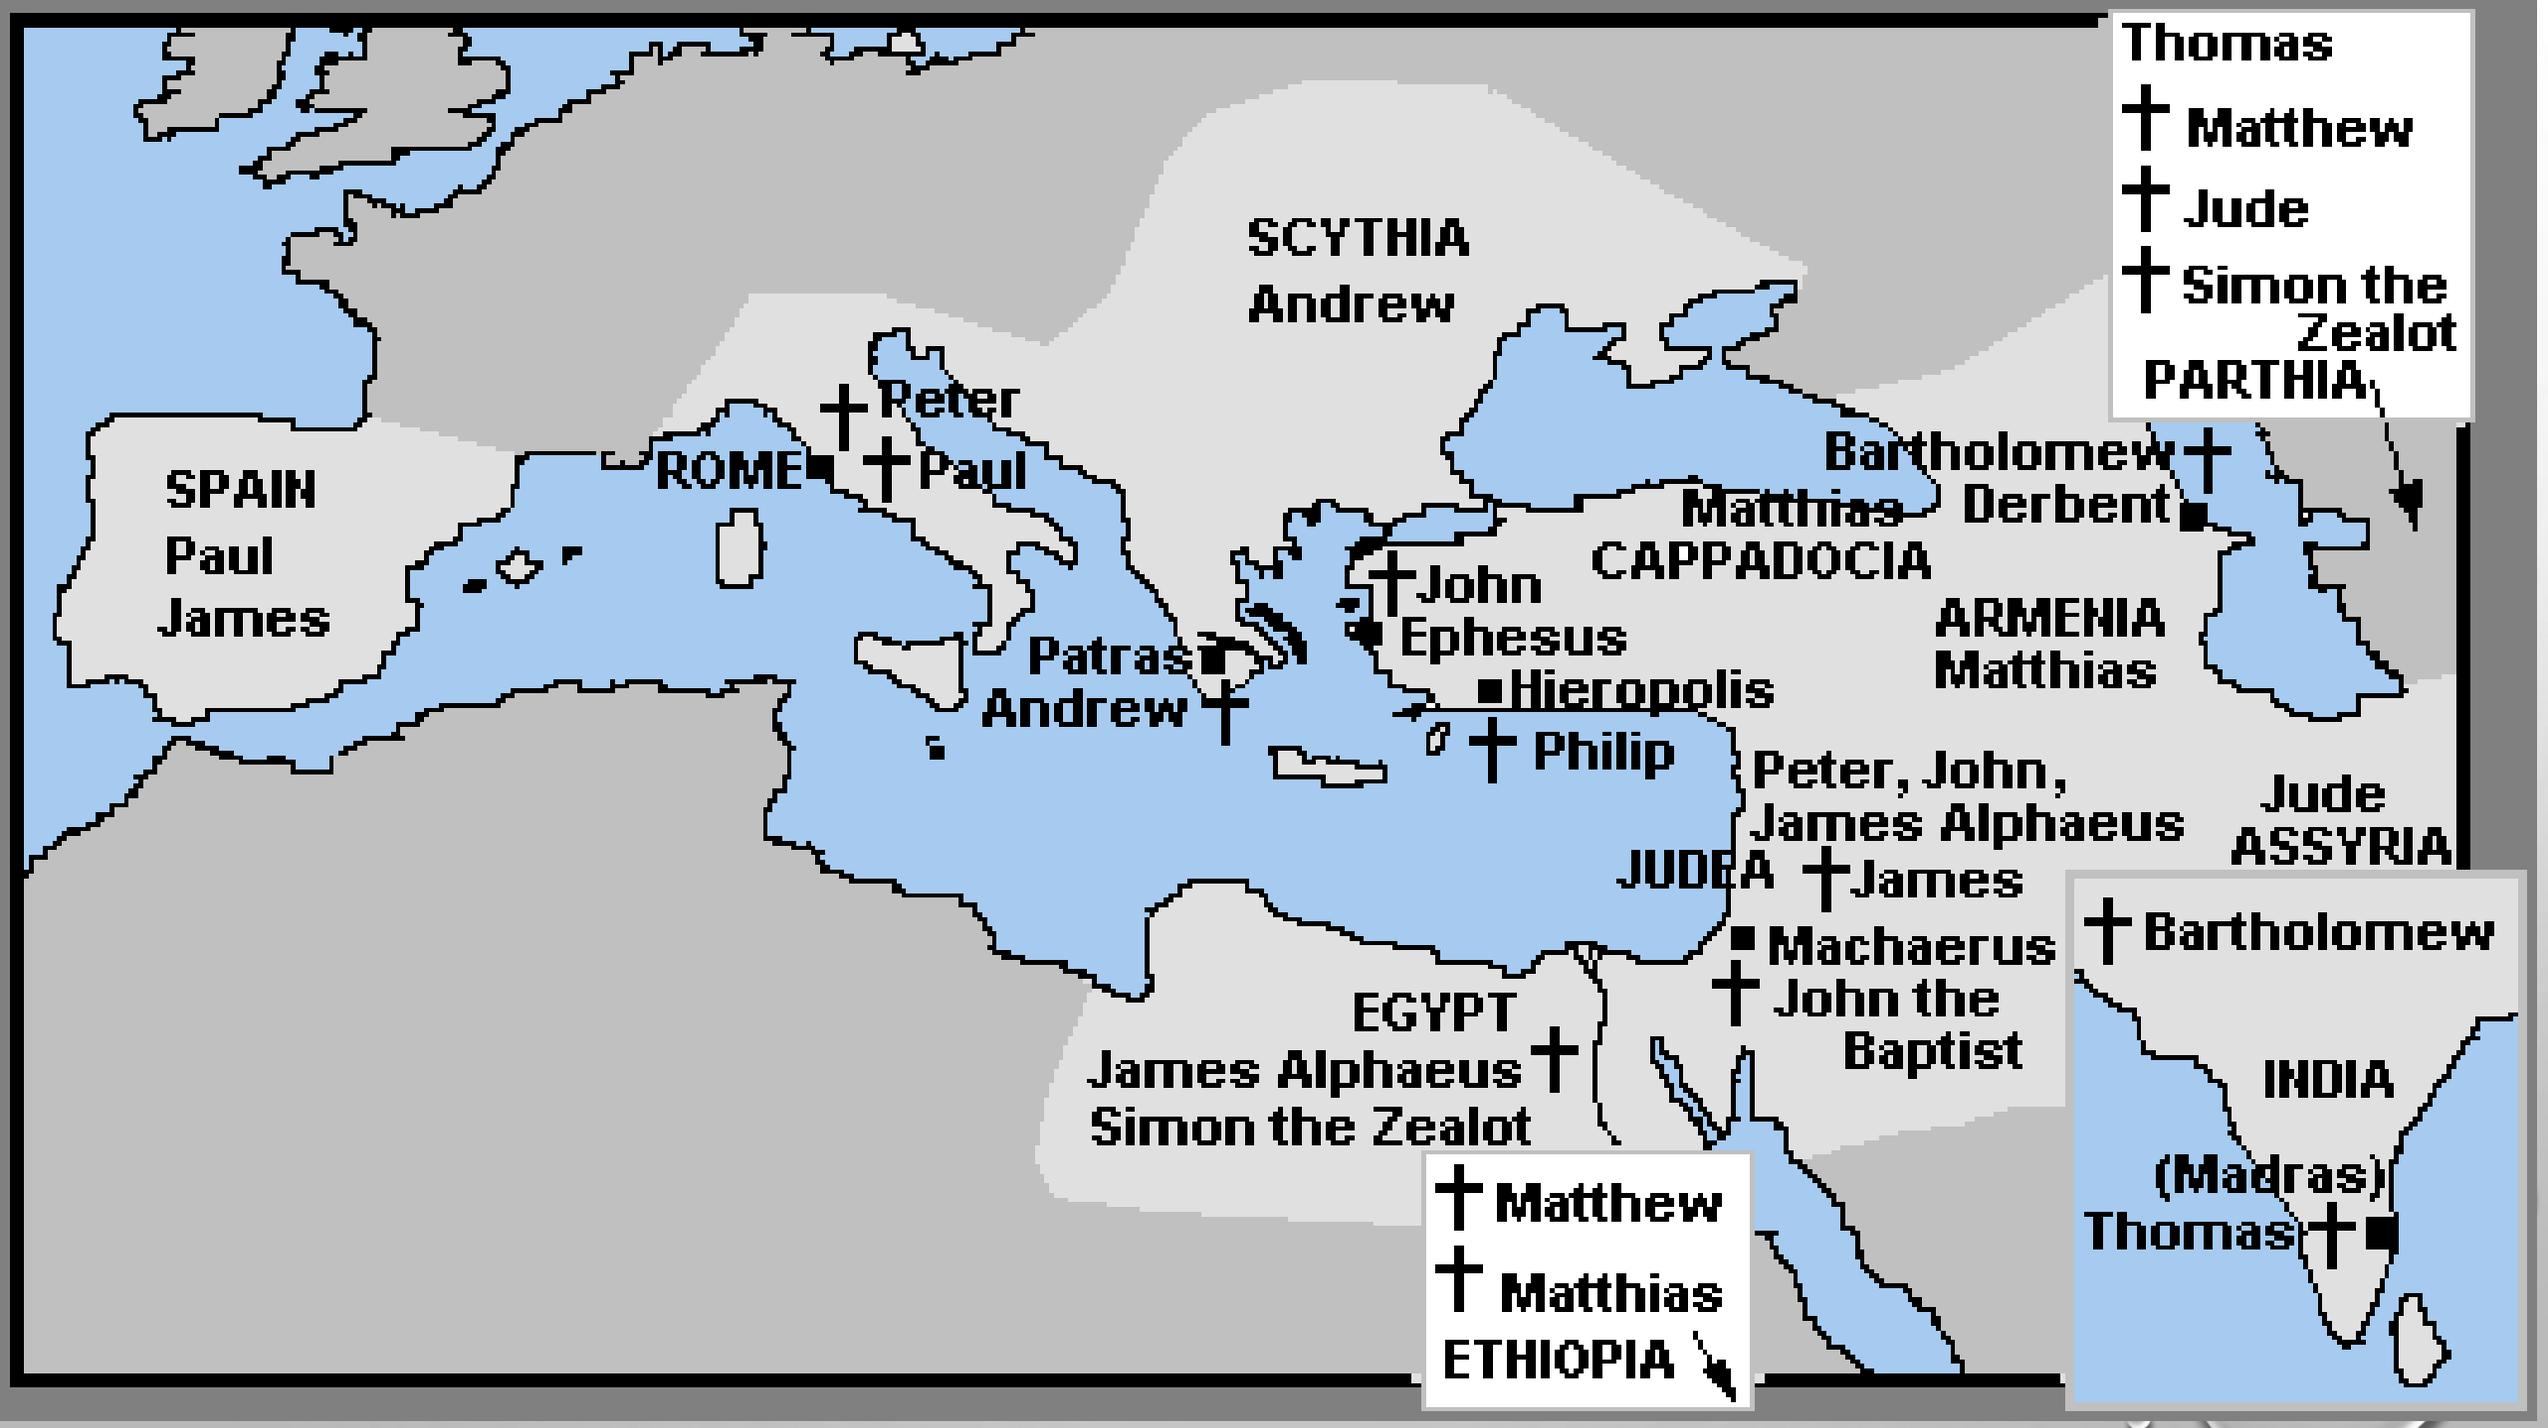 Thomas
Matthew
Jude
Simon the
Zealot
PARTHIA
SCYTHIA
Andrew
Peter
ROME
Paul
SPAIN
Paul
James
Bartholomew
Derbent
Matthias
CAPPADOCIA
John
Ephesus
ARMENIA
Matthias
Patras
Andrew
Hieropolis
Philip
Peter, John,
James Alphaeus
JUDEA
James
Jude
ASSYRIA
Machaerus
John the
Baptist
EGYPT
James Alphaeus
Simon the Zealot
Matthew
Matthias
ETHIOPIA
Bartholomew
INDIA
(Madras)
Thomas